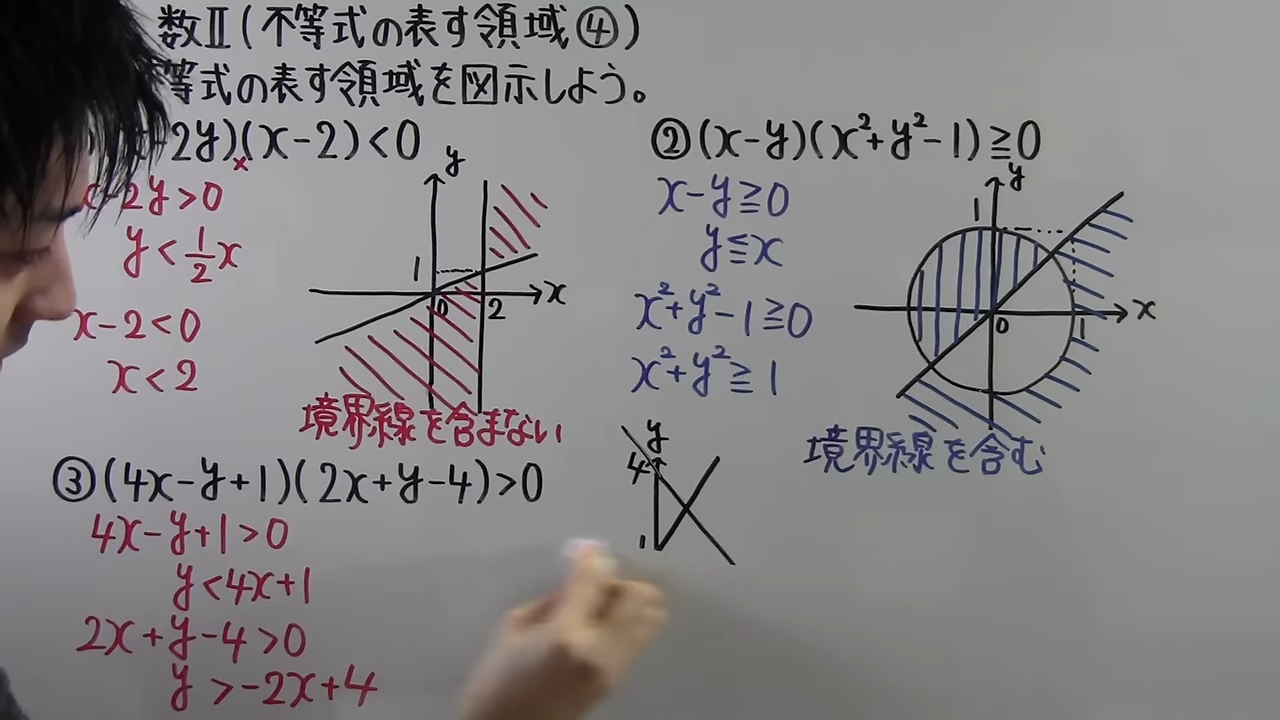 数Ⅱ(不等式の表す領域④)
等式の表す領域を図示しよう。
2y)(x-2)<0
x
x-2y>0
y<1/2x
x-2<0
x<2
y
1
0
2
x
境界線を含まない
②(x-y)(x²+y²-1)≧0
x-y≧0
y≦x
x²+y²-1≧0
x²+y²≧1
y
1
0
1
x
境界線を含む
③(4x-y+1)(2x+y-4)>0
4x-y+1>0
y<4x+1
2x+y-4>0
y>-2x+4
y
4
1